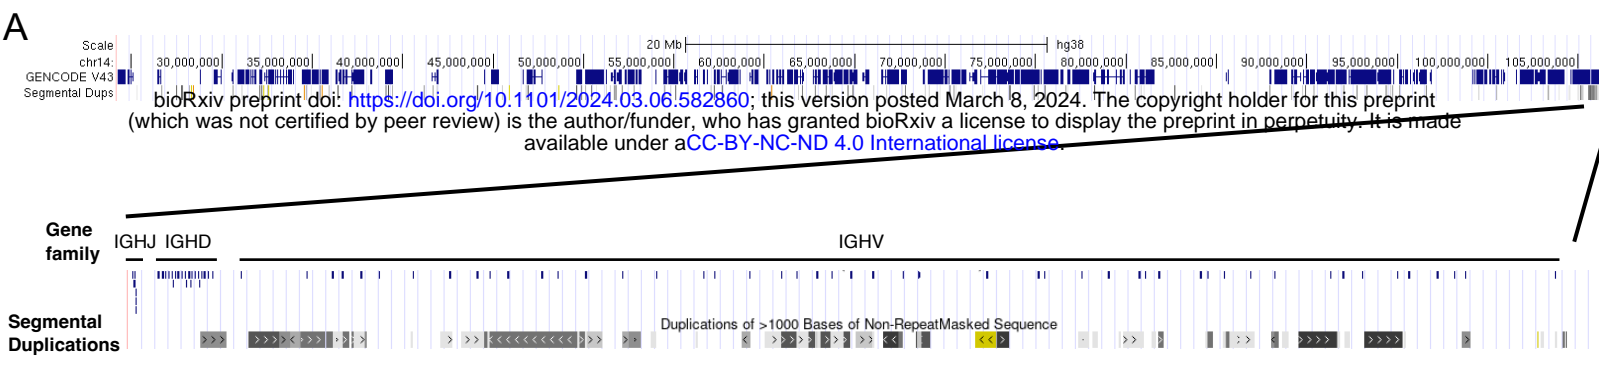 A
Scale 20 Mb hg38
chr14: 30,000,000 35,000,000 40,000,000 45,000,000 50,000,000 55,000,000 60,000,000 65,000,000 70,000,000 75,000,000 80,000,000 85,000,000 90,000,000 95,000,000 100,000,000 105,000,000
GENCODE V43
Segmental Dups
bioRxiv preprint doi: https://doi.org/10.1101/2024.03.06.582860; this version posted March 8, 2024. The copyright holder for this preprint
(which was not certified by peer review) is the author/funder, who has granted bioRxiv a license to display the preprint in perpetuity. It is made
available under aCC-BY-NC-ND 4.0 International license.
Gene
family
IGHJ IGHD IGHV
Segmental
Duplications
Duplications of >1000 Bases of Non-RepeatMasked Sequence